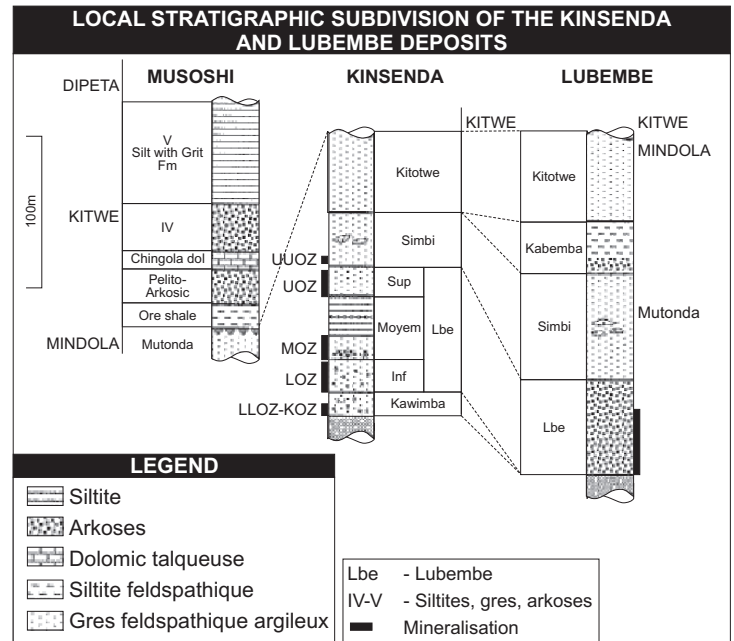 LOCAL STRATIGRAPHIC SUBDIVISION OF THE KINSENDA
AND LUBEMBE DEPOSITS
MUSOSHI
KINSENDA
LUBEMBE
DIPETA
KITWE
MINDOLA
100m
V
Silt with Grit
Fm
IV
Chingola dol
Pelito-
Arkosic
Ore shale
Mutonda
KITWE
Kitotwe
Simbi
Sup
Moyem
Lbe
Inf
Kawimba
UUOZ
UOZ
MOZ
LOZ
LLOZ-KOZ
KITWE
MINDOLA
Kitotwe
Kabemba
Simbi
Mutonda
Lbe
LEGEND
Siltite
Arkoses
Dolomic talqueuse
Siltite feldspathique
Gres feldspathique argileux
Lbe - Lubembe
IV-V - Siltites, gres, arkoses
Mineralisation